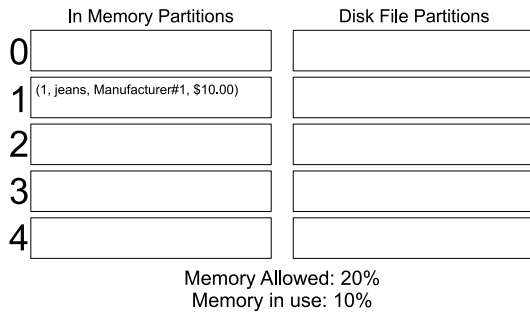 In Memory Partitions Disk File Partitions
0
1 (1, jeans, Manufacturer#1, $10.00)
2
3
4
Memory Allowed: 20%
Memory in use: 10%